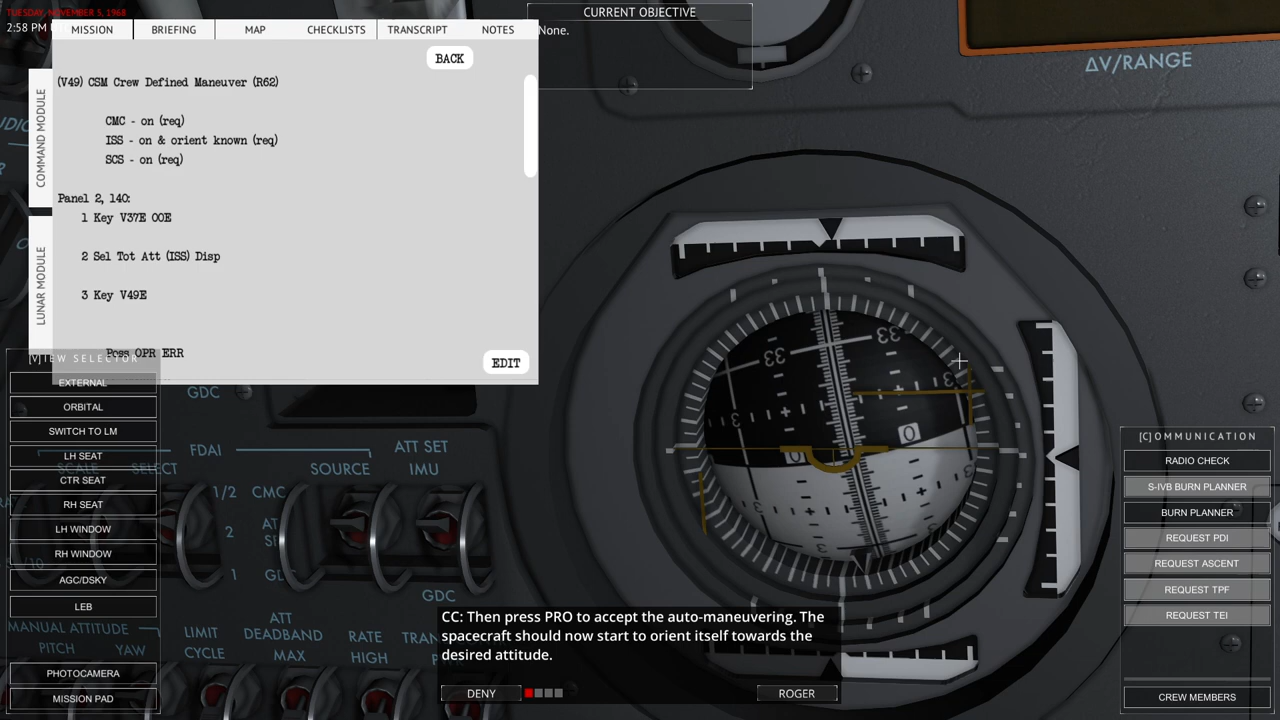 TUESDAY, NOVEMBER 5, 1968
2:58 PM
MISSION
BRIEFING
MAP
CHECKLISTS
TRANSCRIPT
NOTES
BACK
(V49) CSM Crew Defined Maneuver (R62)
CMC - on (req)
ISS - on & orient known (req)
SCS - on (req)
Panel 2, 140:
1 Key V37E 00E
2 Sel Tot Att (ISS) Disp
3 Key V49E
Poss OPR ERR
EDIT
COMMAND MODULE
LUNAR MODULE
CURRENT OBJECTIVE
None.
ΔV/RANGE
[V]IEW SELECTOR
EXTERNAL
ORBITAL
SWITCH TO LM
LH SEAT
CTR SEAT
RH SEAT
LH WINDOW
RH WINDOW
AGC/DSKY
LEB
PHOTOCAMERA
MISSION PAD
GDC
FDAI
SCALE
SELECT
SOURCE
ATT SET
IMU
1/2
CMC
2
1
GDC
MANUAL ATTITUDE
PITCH
YAW
LIMIT
CYCLE
ATT
DEADBAND
MAX
RATE
HIGH
33
33
0
3
3
CC: Then press PRO to accept the auto-maneuvering. The
spacecraft should now start to orient itself towards the
desired attitude.
DENY
ROGER
[C]OMMUNICATION
RADIO CHECK
S-IVB BURN PLANNER
BURN PLANNER
REQUEST PDI
REQUEST ASCENT
REQUEST TPF
REQUEST TEI
CREW MEMBERS